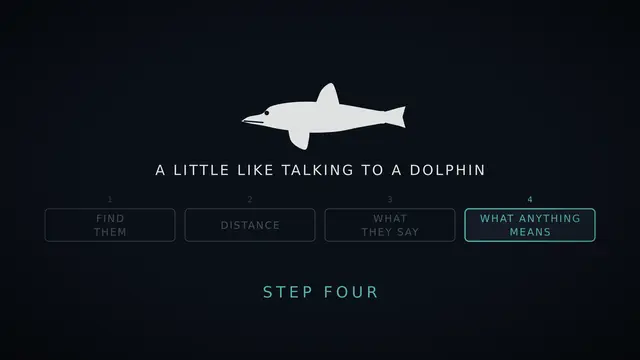 A LITTLE LIKE TALKING TO A DOLPHIN
1
FIND
THEM
2
DISTANCE
3
WHAT
THEY SAY
4
WHAT ANYTHING
MEANS
STEP FOUR